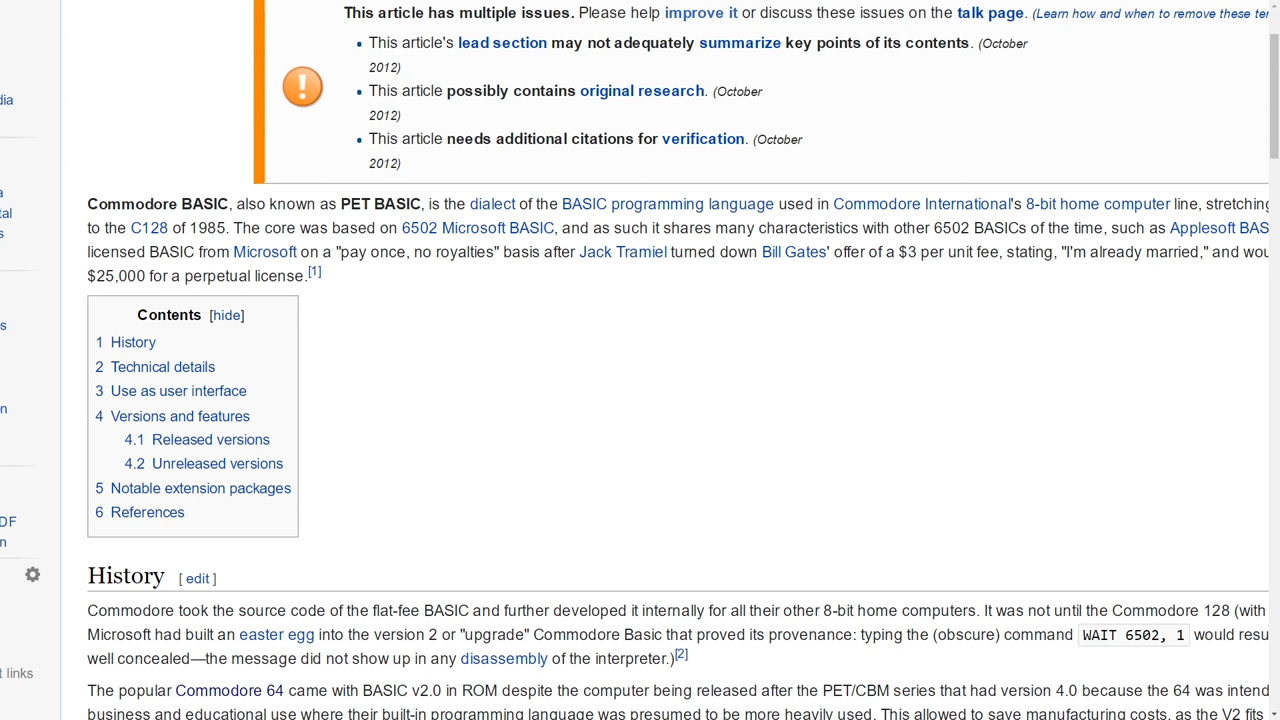 This article has multiple issues. Please help improve it or discuss these issues on the talk page. (Learn how and when to remove these
• This article's lead section may not adequately summarize key points of its contents. (October
2012)
• This article possibly contains original research. (October
2012)
• This article needs additional citations for verification. (October
2012)
Commodore BASIC, also known as PET BASIC, is the dialect of the BASIC programming language used in Commodore International's 8-bit home computer line, stretching
to the C128 of 1985. The core was based on 6502 Microsoft BASIC, and as such it shares many characteristics with other 6502 BASICs of the time, such as Applesoft BAS
licensed BASIC from Microsoft on a "pay once, no royalties" basis after Jack Tramiel turned down Bill Gates' offer of a $3 per unit fee, stating, "I'm already married," and wou
$25,000 for a perpetual license.[1]
Contents [hide]
1 History
2 Technical details
3 Use as user interface
4 Versions and features
4.1 Released versions
4.2 Unreleased versions
5 Notable extension packages
6 References
History [ edit ]
Commodore took the source code of the flat-fee BASIC and further developed it internally for all their other 8-bit home computers. It was not until the Commodore 128 (with
Microsoft had built an easter egg into the version 2 or "upgrade" Commodore Basic that proved its provenance: typing the (obscure) command WAIT 6502, 1 would resu
well concealed—the message did not show up in any disassembly of the interpreter.)[2]
The popular Commodore 64 came with BASIC v2.0 in ROM despite the computer being released after the PET/CBM series that had version 4.0 because the 64 was intend
business and educational use where their built-in programming language was presumed to be more heavily used. This allowed to save manufacturing costs, as the V2 fits
dia
a
tal
s
s
n
DF
n
t links